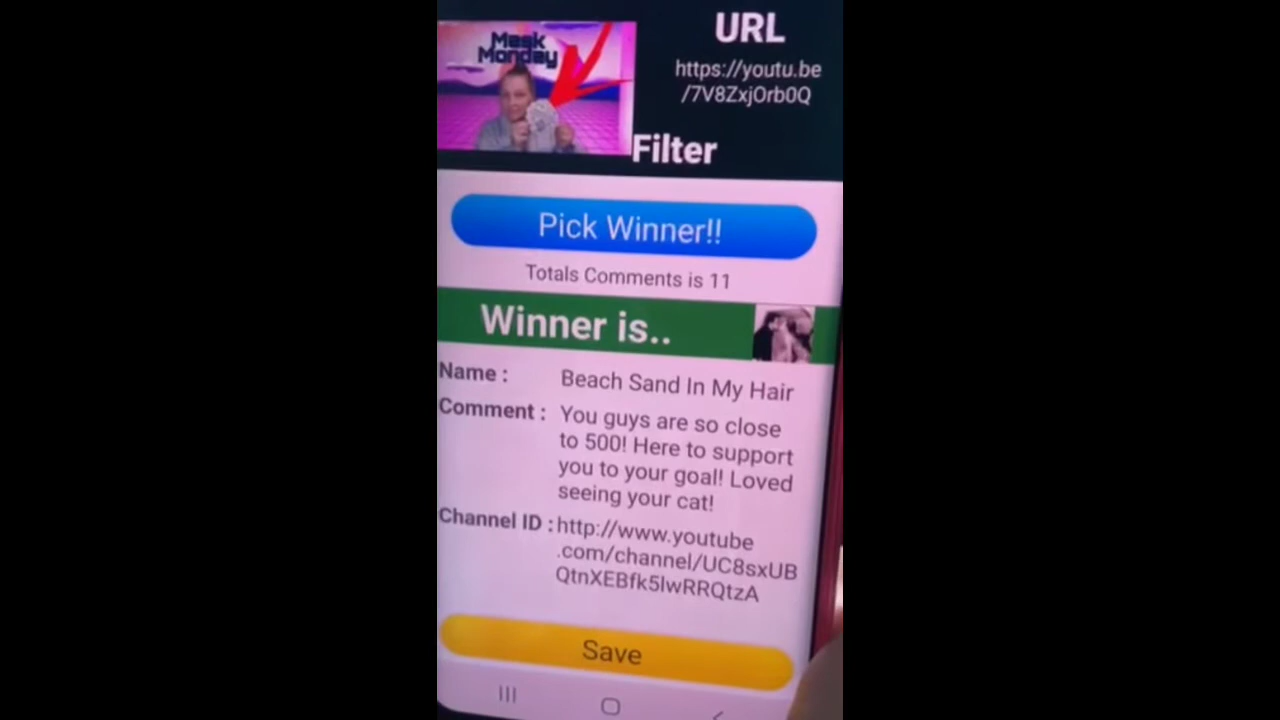 Mask
Monday
URL
https://youtu.be
/7V8ZxjOrb0Q
Filter
Pick Winner!!
Totals Comments is 11
Winner is..
Name :
Beach Sand In My Hair
Comment :
You guys are so close
to 500! Here to support
you to your goal! Loved
seeing your cat!
Channel ID :
http://www.youtube
.com/channel/UC8sxUB
QtnXEBfk5lwRRQtzA
Save